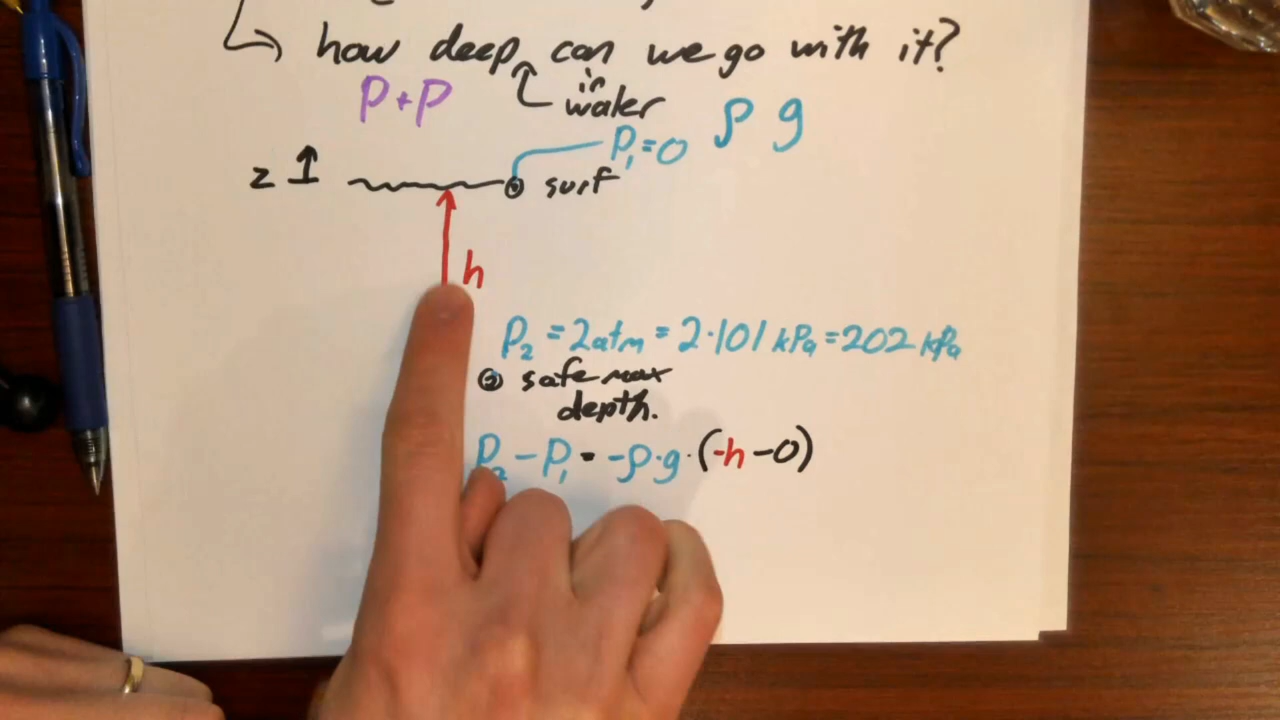 how deep can we go with it?
in
P + P water
P₁ = 0 ρ g
z surf
h
P₂ = 2atm = 2·101 kPa = 202 kPa
safe max
depth.
P₂ - P₁ = -ρ·g·(-h - 0)